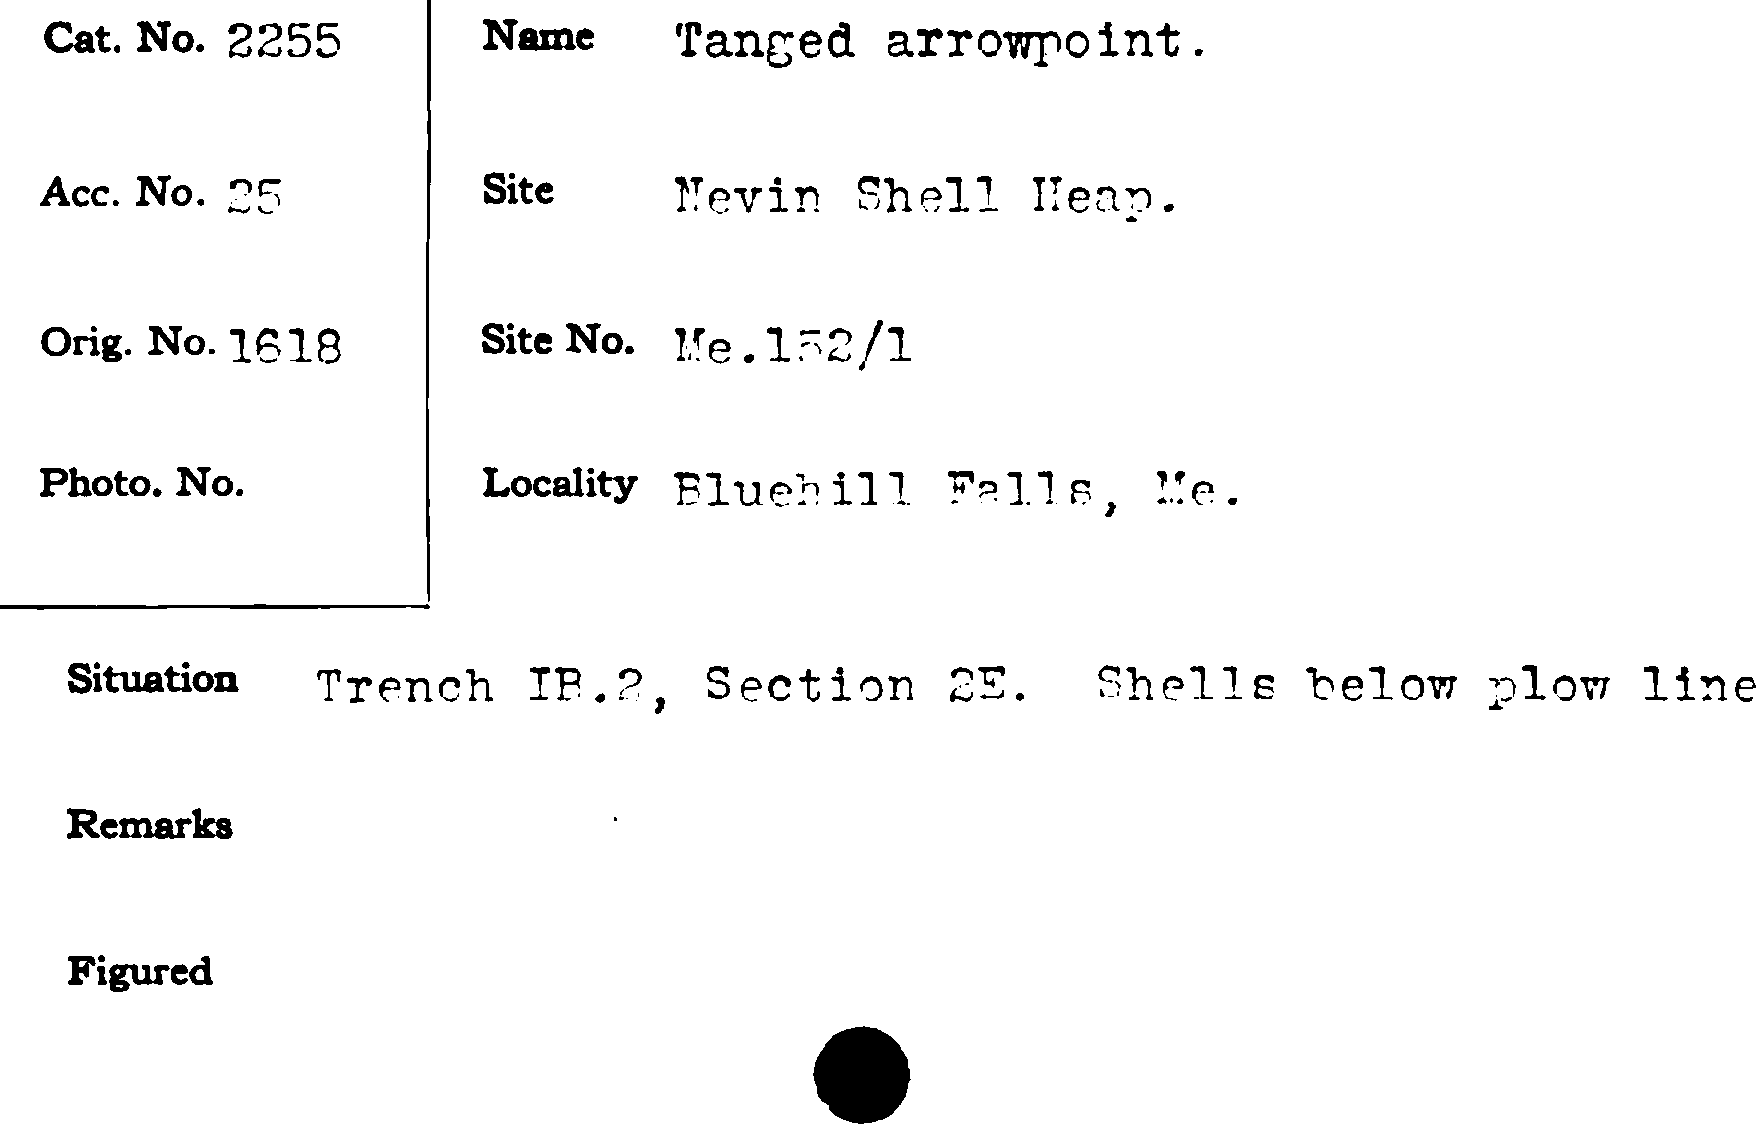 Cat. No. 2255 Name Tanged arrowpoint.
Acc. No. 25 Site Nevin Shell Heap.
Orig. No. 1618 Site No. Me.152/1
Photo. No. Locality Bluehill Falls, Me.
Situation Trench IB.2, Section 2E. Shells below plow line
Remarks
Figured